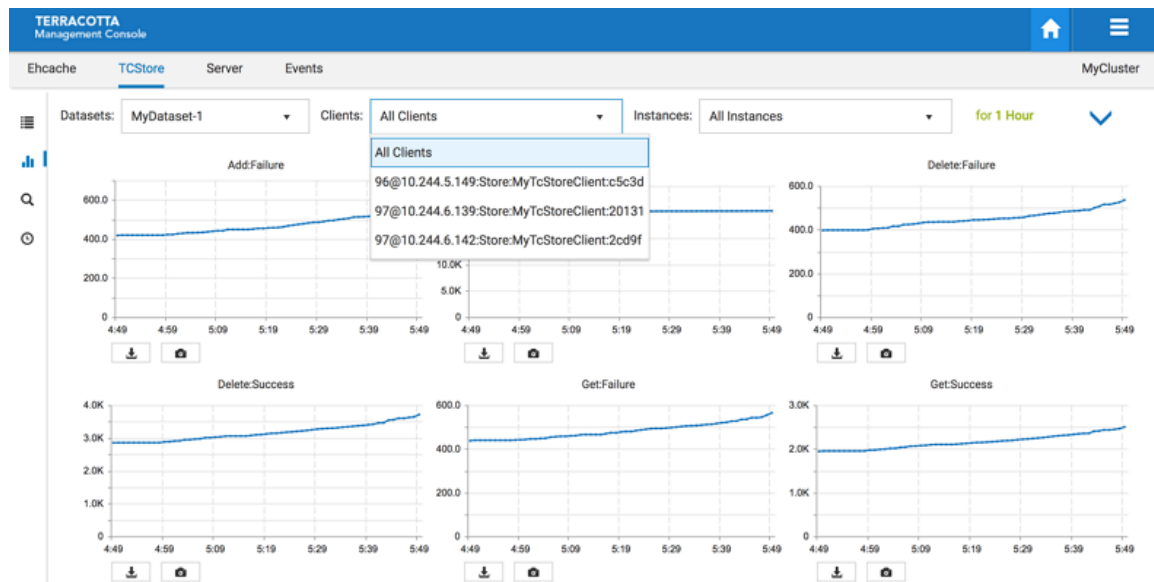 TERRACOTTA
Management Console
Ehcache TCStore Server Events MyCluster
Datasets: MyDataset-1 Clients: All Clients Instances: All Instances for 1 Hour
All Clients
96@10.244.5.149:Store:MyTcStoreClient:c5c3d
97@10.244.6.139:Store:MyTcStoreClient:20131
97@10.244.6.142:Store:MyTcStoreClient:2cd9f
Add:Failure
600.0
400.0
200.0
0
4:49 4:59 5:09 5:19 5:29 5:39 5:49
10.0K
5.0K
0
4:49 4:59 5:09 5:19 5:29 5:39 5:49
Delete:Failure
600.0
400.0
200.0
0
4:49 4:59 5:09 5:19 5:29 5:39 5:49
Delete:Success
4.0K
3.0K
2.0K
1.0K
0
4:49 4:59 5:09 5:19 5:29 5:39 5:49
Get:Failure
600.0
400.0
200.0
0
4:49 4:59 5:09 5:19 5:29 5:39 5:49
Get:Success
3.0K
2.0K
1.0K
0
4:49 4:59 5:09 5:19 5:29 5:39 5:49